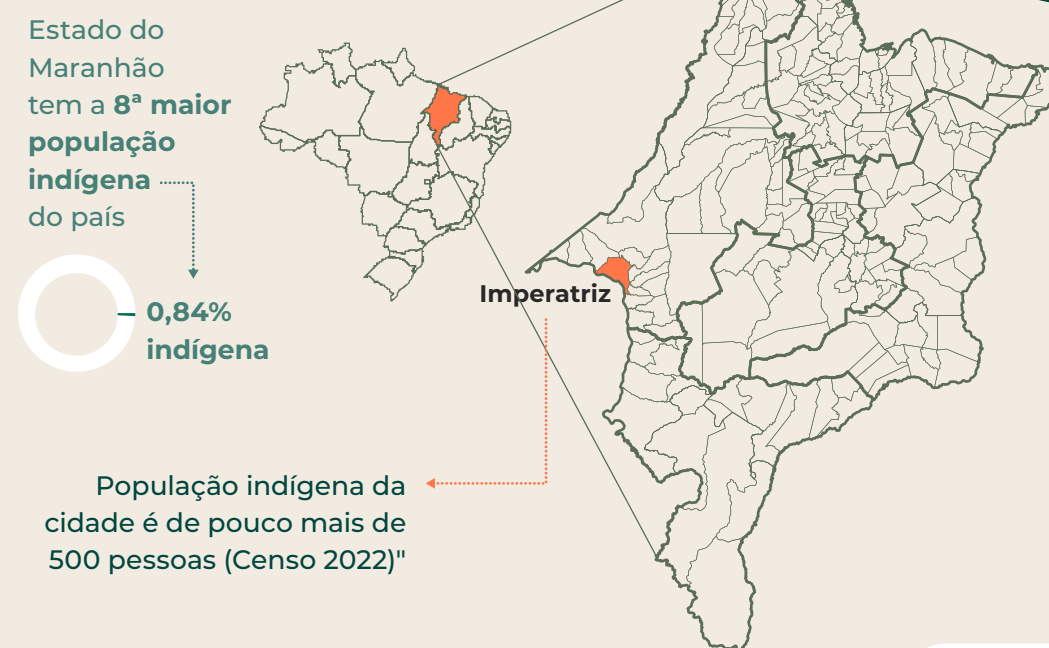 Estado do
Maranhão
tem a 8ª maior
população
indígena
do país
0,84%
indígena
Imperatriz
População indígena da
cidade é de pouco mais de
500 pessoas (Censo 2022)"